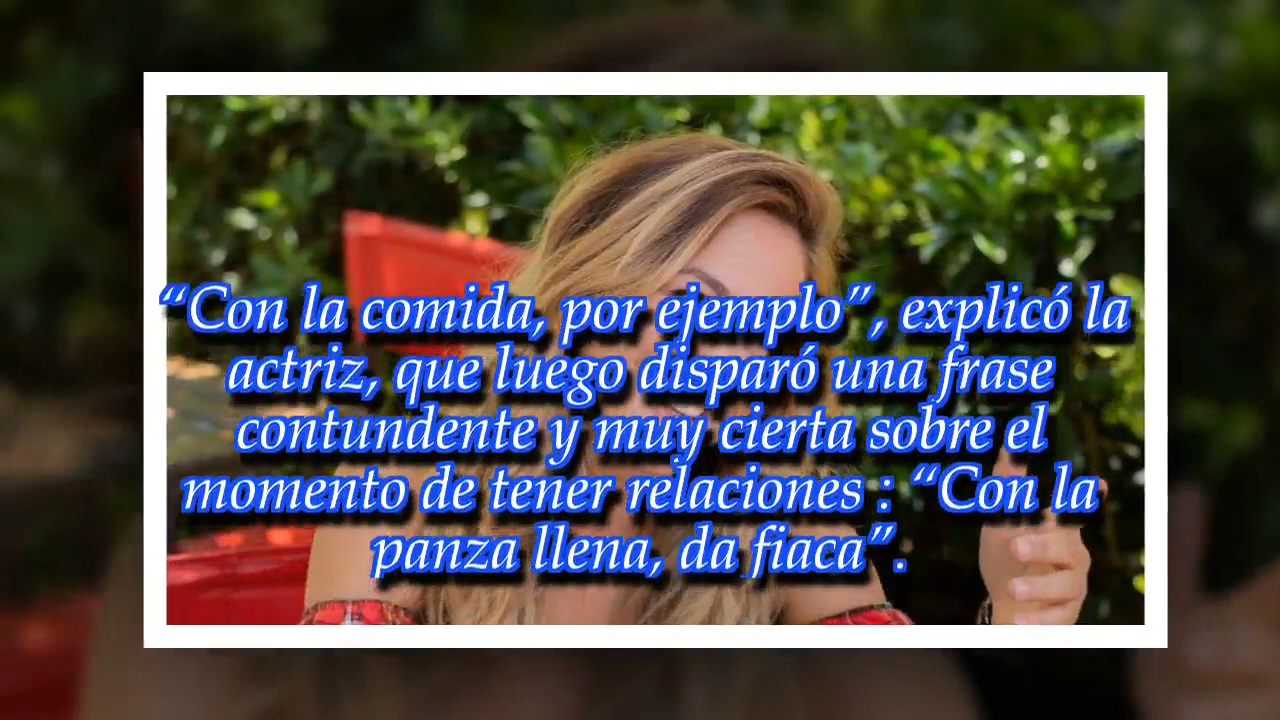 “Con la comida, por ejemplo”, explicó la
actriz, que luego disparó una frase
contundente y muy cierta sobre el
momento de tener relaciones : “Con la
panza llena, da fiaca”.